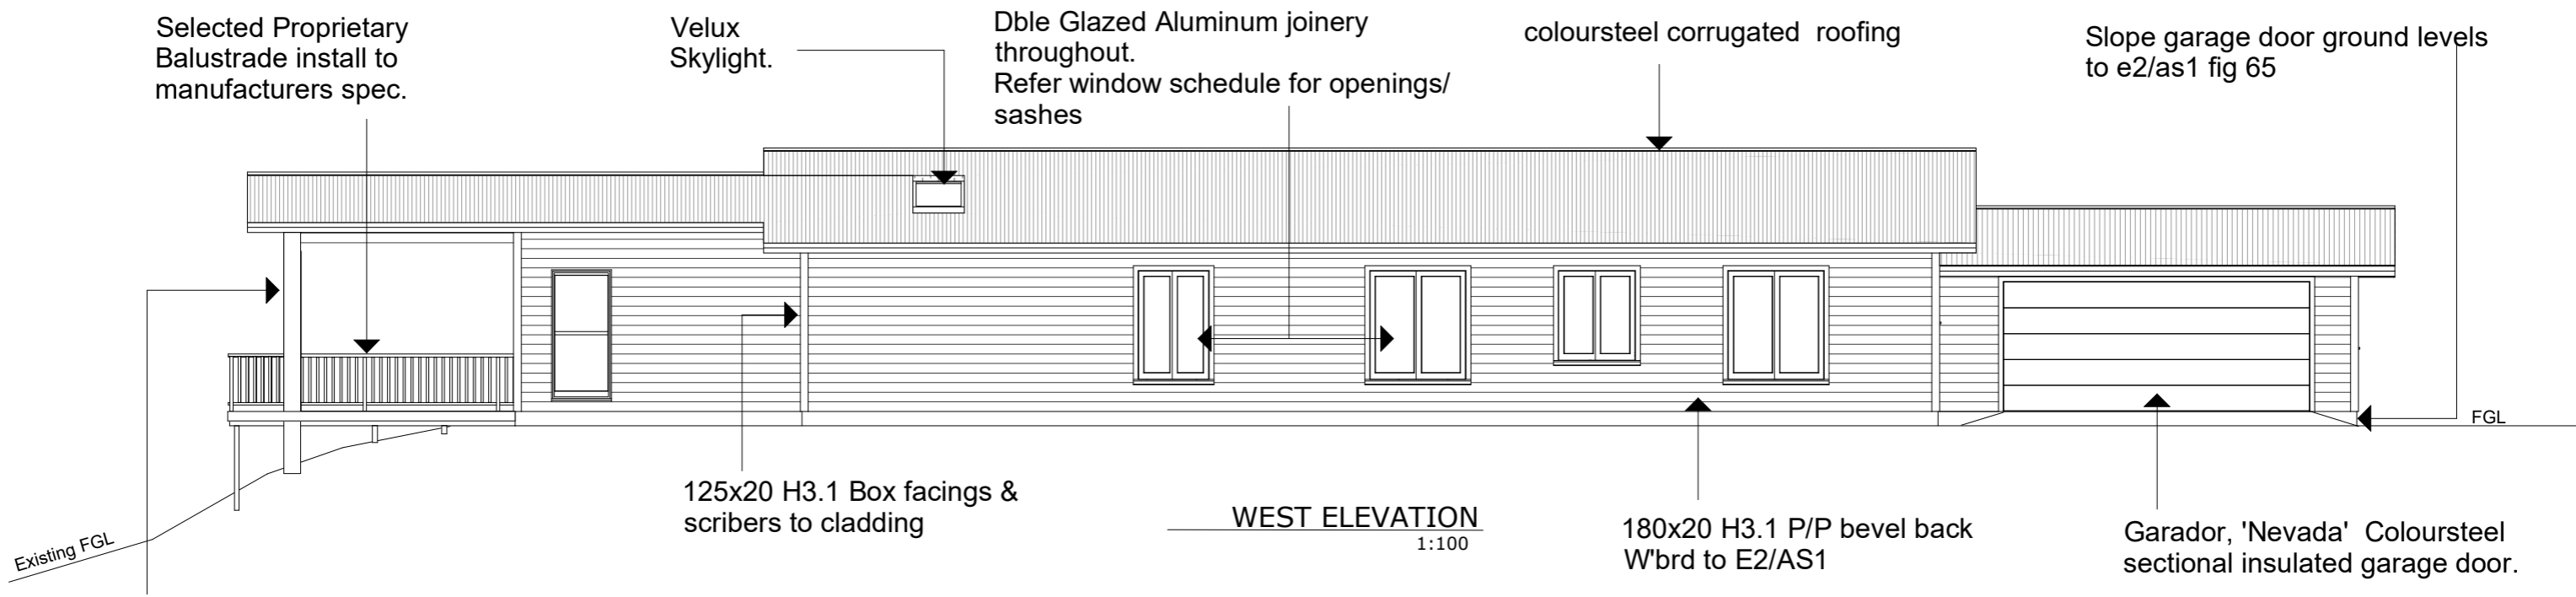 Selected Proprietary
Balustrade install to
manufacturers spec.
Velux
Skylight.
Dble Glazed Aluminum joinery
throughout.
Refer window schedule for openings/
sashes
coloursteel corrugated roofing
Slope garage door ground levels
to e2/as1 fig 65
FGL
Existing FGL
125x20 H3.1 Box facings &
scribers to cladding
WEST ELEVATION
1:100
180x20 H3.1 P/P bevel back
W'brd to E2/AS1
Garador, 'Nevada' Coloursteel
sectional insulated garage door.